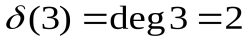 δ(3) = deg 3 = 2